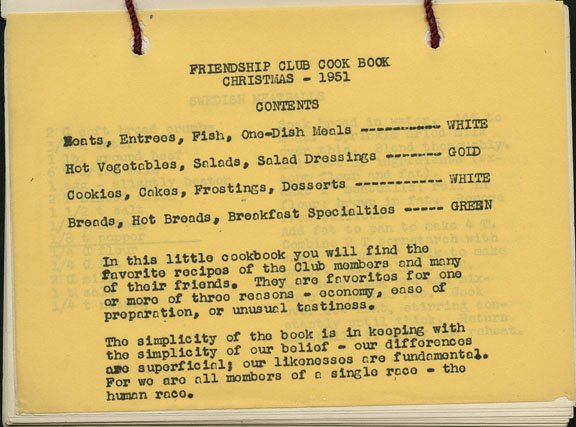 FRIENDSHIP CLUB COOK BOOK
CHRISTMAS - 1951
CONTENTS
Meats, Entrees, Fish, One-Dish Meals ----------- WHITE
Hot Vegetables, Salads, Salad Dressings ------- GOLD
Cookies, Cakes, Frostings, Desserts ----------- WHITE
Breads, Hot Breads, Breakfast Specialties ----- GREEN
In this little cookbook you will find the
favorite recipes of the Club members and many
of their friends. They are favorites for one
or more of three reasons - economy, ease of
preparation, or unusual tastiness.
The simplicity of the book is in keeping with
the simplicity of our belief - our differences
are superficial; our likenesses are fundamental.
For we are all members of a single race - the
human race.